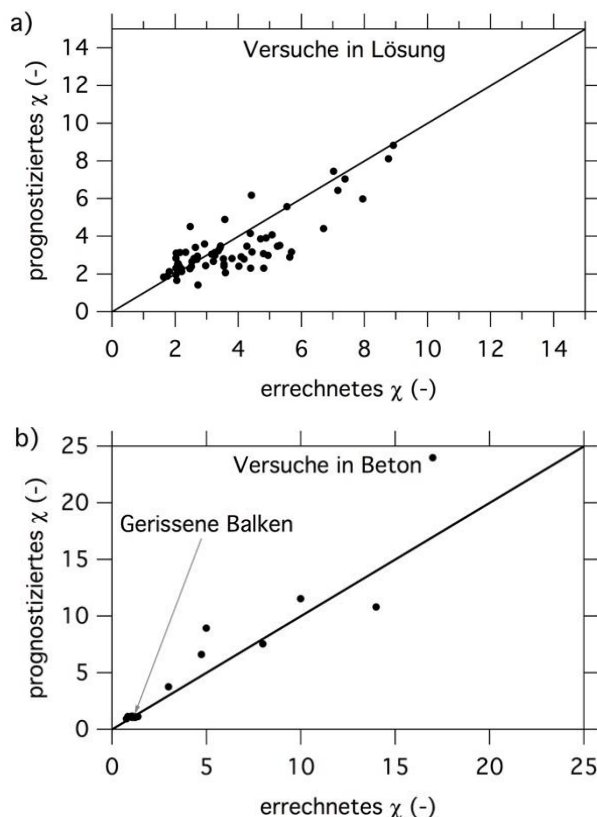 a)
Versuche in Lösung
prognostiziertes χ (-)
14
12
10
8
6
4
2
0
0 2 4 6 8 10 12 14
errechnetes χ (-)
b)
Versuche in Beton
Gerissene Balken
prognostiziertes χ (-)
25
20
15
10
5
0
0 5 10 15 20 25
errechnetes χ (-)